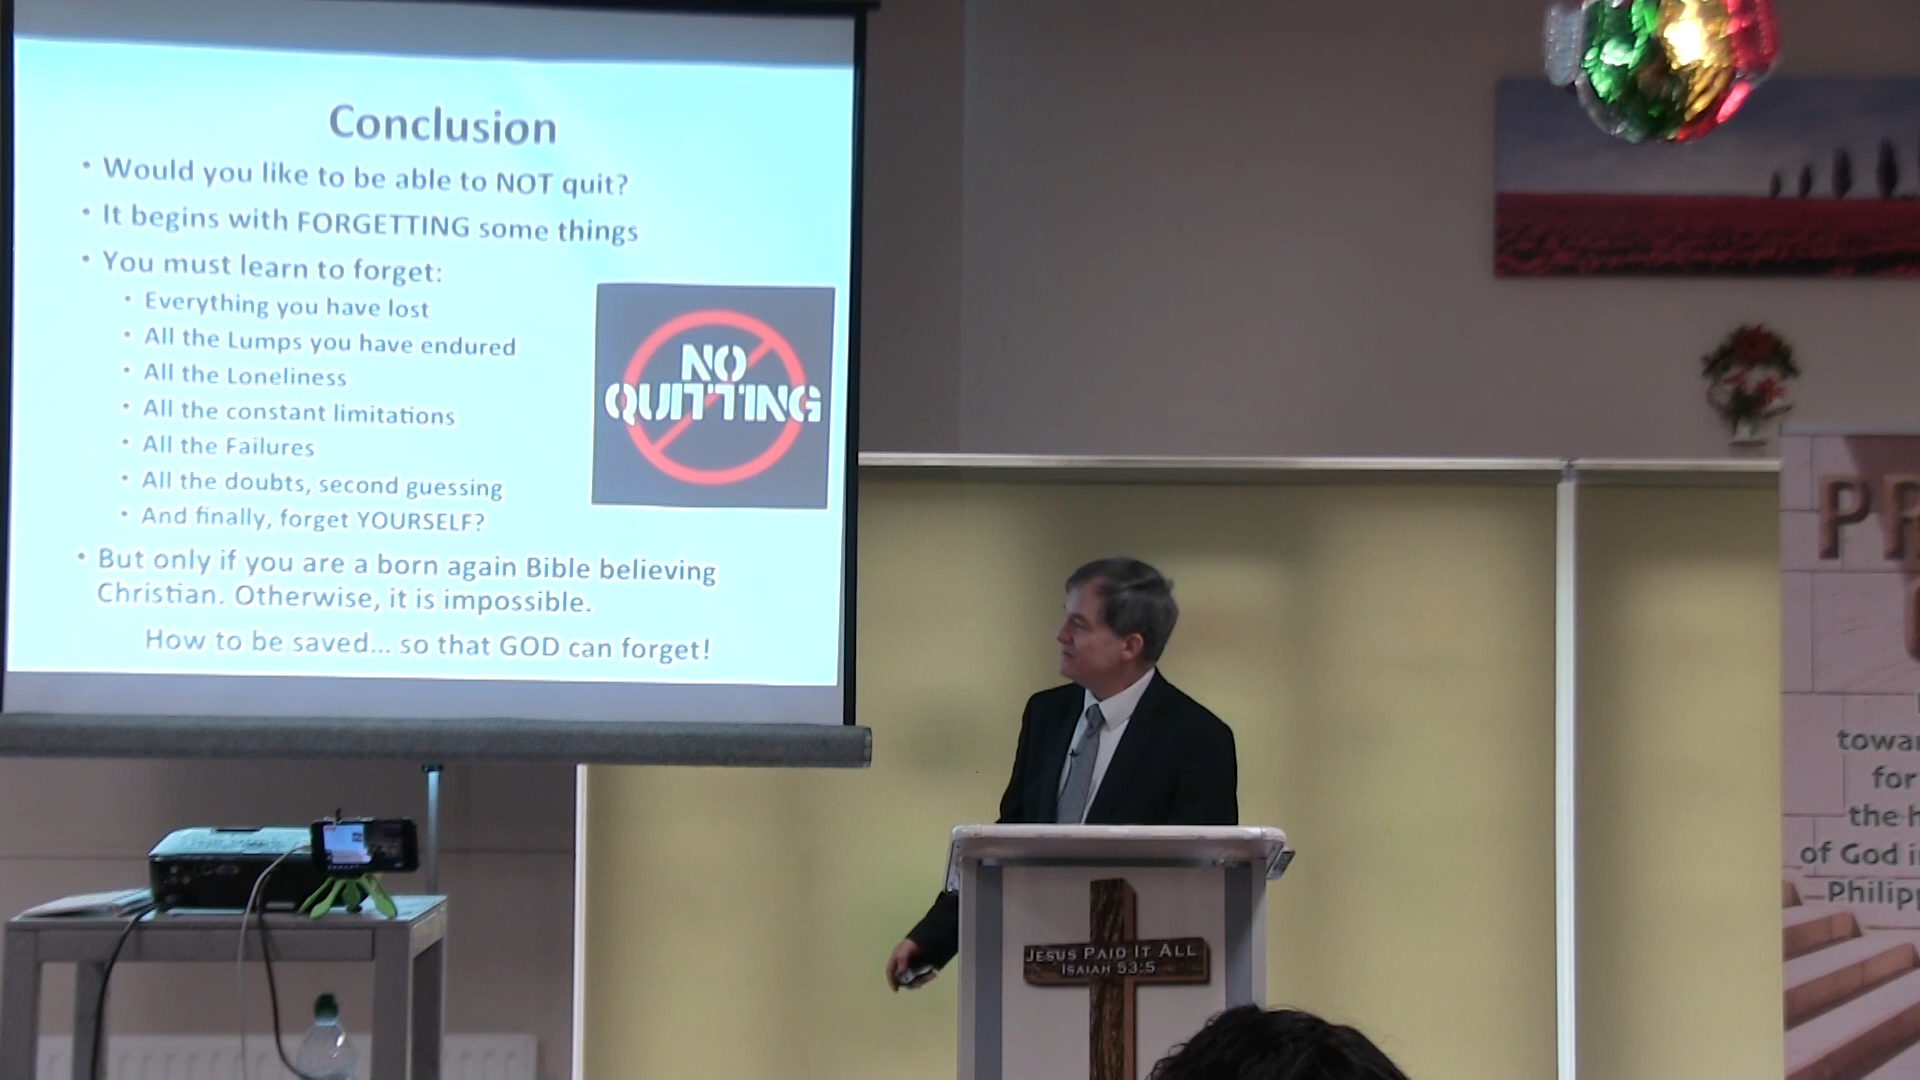 Conclusion
• Would you like to be able to NOT quit?
• It begins with FORGETTING some things
• You must learn to forget:
• Everything you have lost
• All the Lumps you have endured
• All the Loneliness
• All the constant limitations
• All the Failures
• All the doubts, second guessing
• And finally, forget YOURSELF?
• But only if you are a born again Bible believing
Christian. Otherwise, it is impossible.
How to be saved... so that GOD can forget!
NO
QUITTING
JESUS PAID IT ALL
ISAIAH 53:5
for
of God